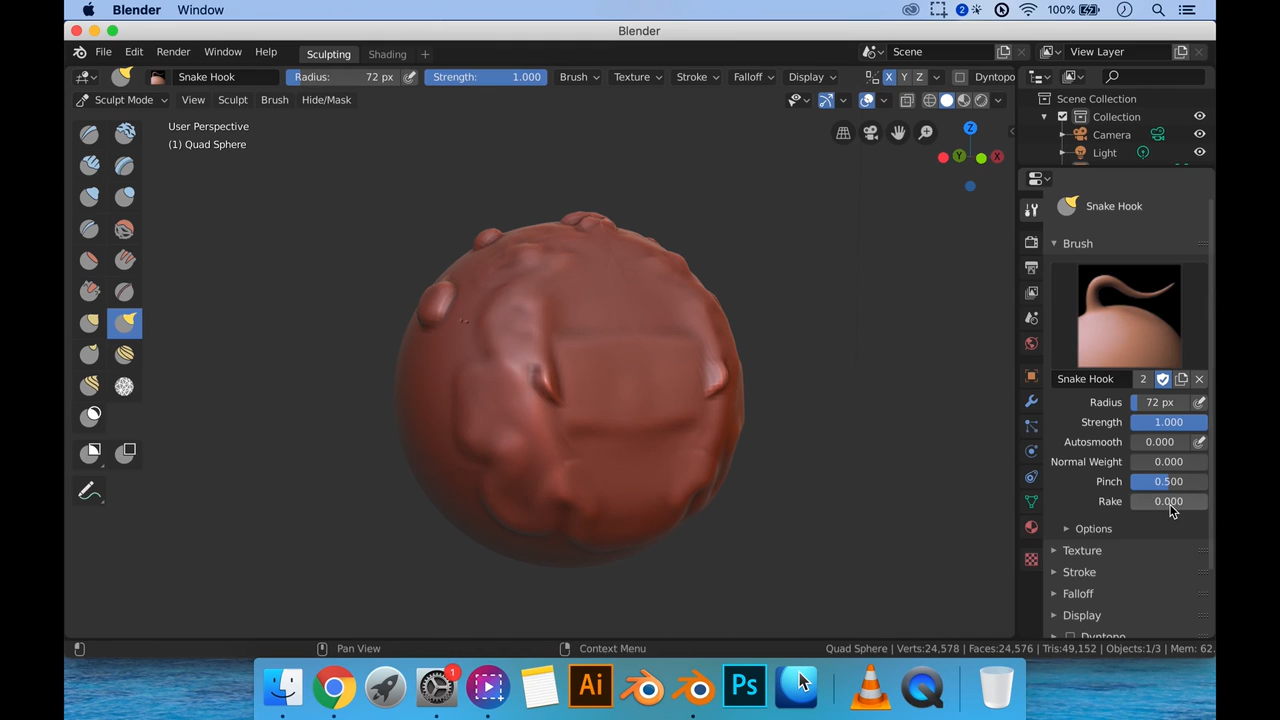 Blender Window 2 100%
Blender
File Edit Render Window Help Sculpting Shading + Scene View Layer
Snake Hook Radius: 72 px Strength: 1.000 Brush Texture Stroke Falloff Display X Y Z Dyntopo
Sculpt Mode View Sculpt Brush Hide/Mask
Scene Collection
Collection
Camera
Light
User Perspective
(1) Quad Sphere
Z
Y X
Snake Hook
Brush
Snake Hook 2
Radius 72 px
Strength 1.000
Autosmooth 0.000
Normal Weight 0.000
Pinch 0.500
Rake 0.000
Options
Texture
Stroke
Falloff
Display
Dyntopo
Pan View Context Menu Quad Sphere | Verts:24,578 | Faces:24,576 | Tris:49,152 | Objects:1/3 | Mem: 62.
1
Ai Ps